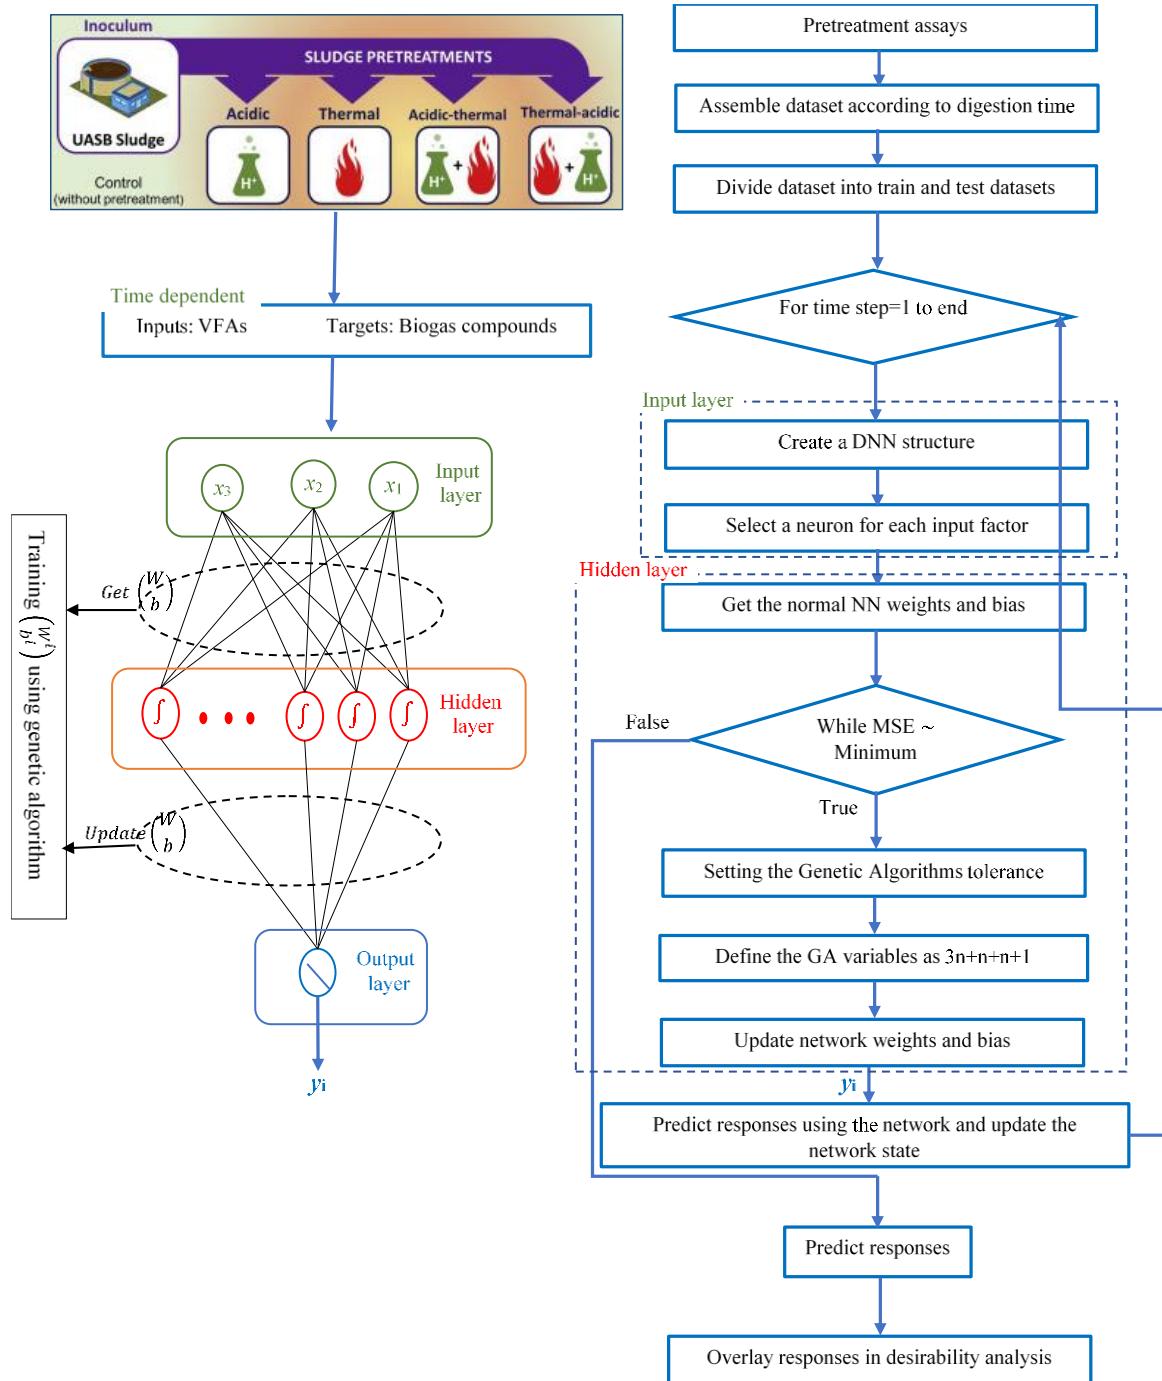 Inoculum
SLUDGE PRETREATMENTS
UASB Sludge
Acidic
Thermal
Acidic-thermal
Thermal-acidic
H⁺
H⁺
+
+
H⁺
Control
(without pretreatment)
Time dependent
Inputs: VFAs
Targets: Biogas compounds
Input
layer
x₃
x₂
x₁
Get (W
b)
Training (Wⁱ
bⁱ) using genetic algorithm
∫
• • •
∫
∫
∫
Hidden
layer
Update (W
b)
Output
layer
yi
Pretreatment assays
Assemble dataset according to digestion time
Divide dataset into train and test datasets
For time step=1 to end
Input layer
Create a DNN structure
Select a neuron for each input factor
Hidden layer
Get the normal NN weights and bias
While MSE ~
Minimum
False
True
Setting the Genetic Algorithms tolerance
Define the GA variables as 3n+n+n+1
Update network weights and bias
yi
Predict responses using the network and update the
network state
Predict responses
Overlay responses in desirability analysis